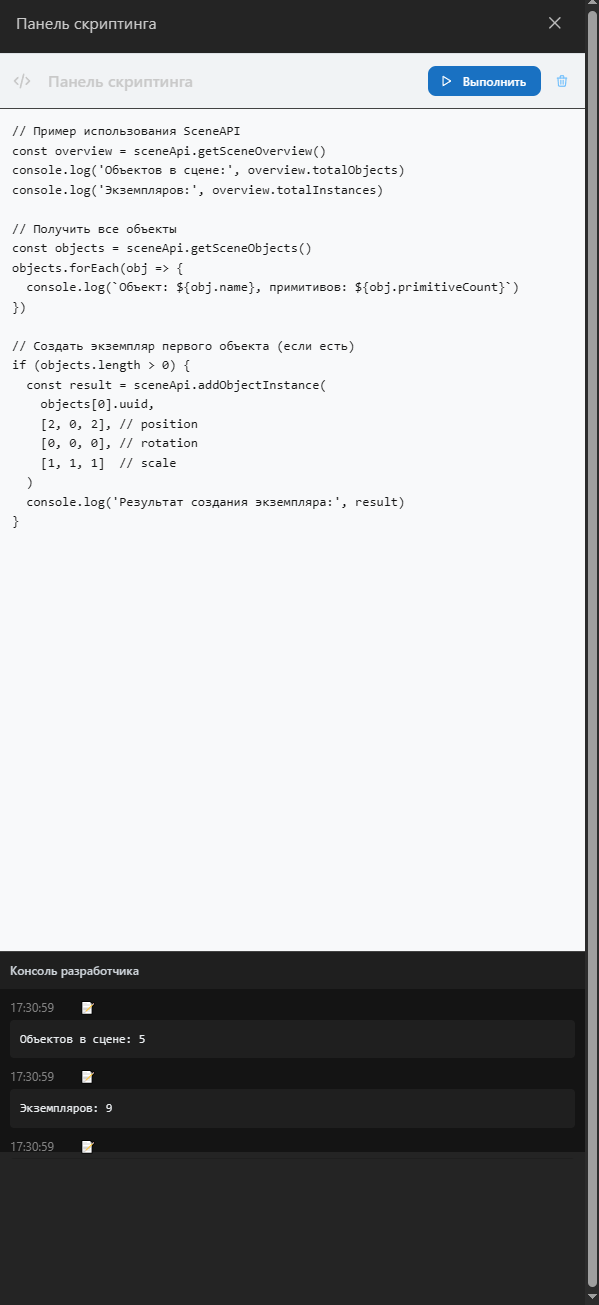 Панель скриптинга
</> Панель скриптинга
Выполнить
// Пример использования SceneAPI
const overview = sceneApi.getSceneOverview()
console.log('Объектов в сцене:', overview.totalObjects)
console.log('Экземпляров:', overview.totalInstances)
// Получить все объекты
const objects = sceneApi.getSceneObjects()
objects.forEach(obj => {
  console.log(`Объект: ${obj.name}, примитивов: ${obj.primitiveCount}`)
})
// Создать экземпляр первого объекта (если есть)
if (objects.length > 0) {
  const result = sceneApi.addObjectInstance(
    objects[0].uuid,
    [2, 0, 2], // position
    [0, 0, 0], // rotation
    [1, 1, 1]  // scale
  )
  console.log('Результат создания экземпляра:', result)
}
Консоль разработчика
17:30:59
Объектов в сцене: 5
17:30:59
Экземпляров: 9
17:30:59